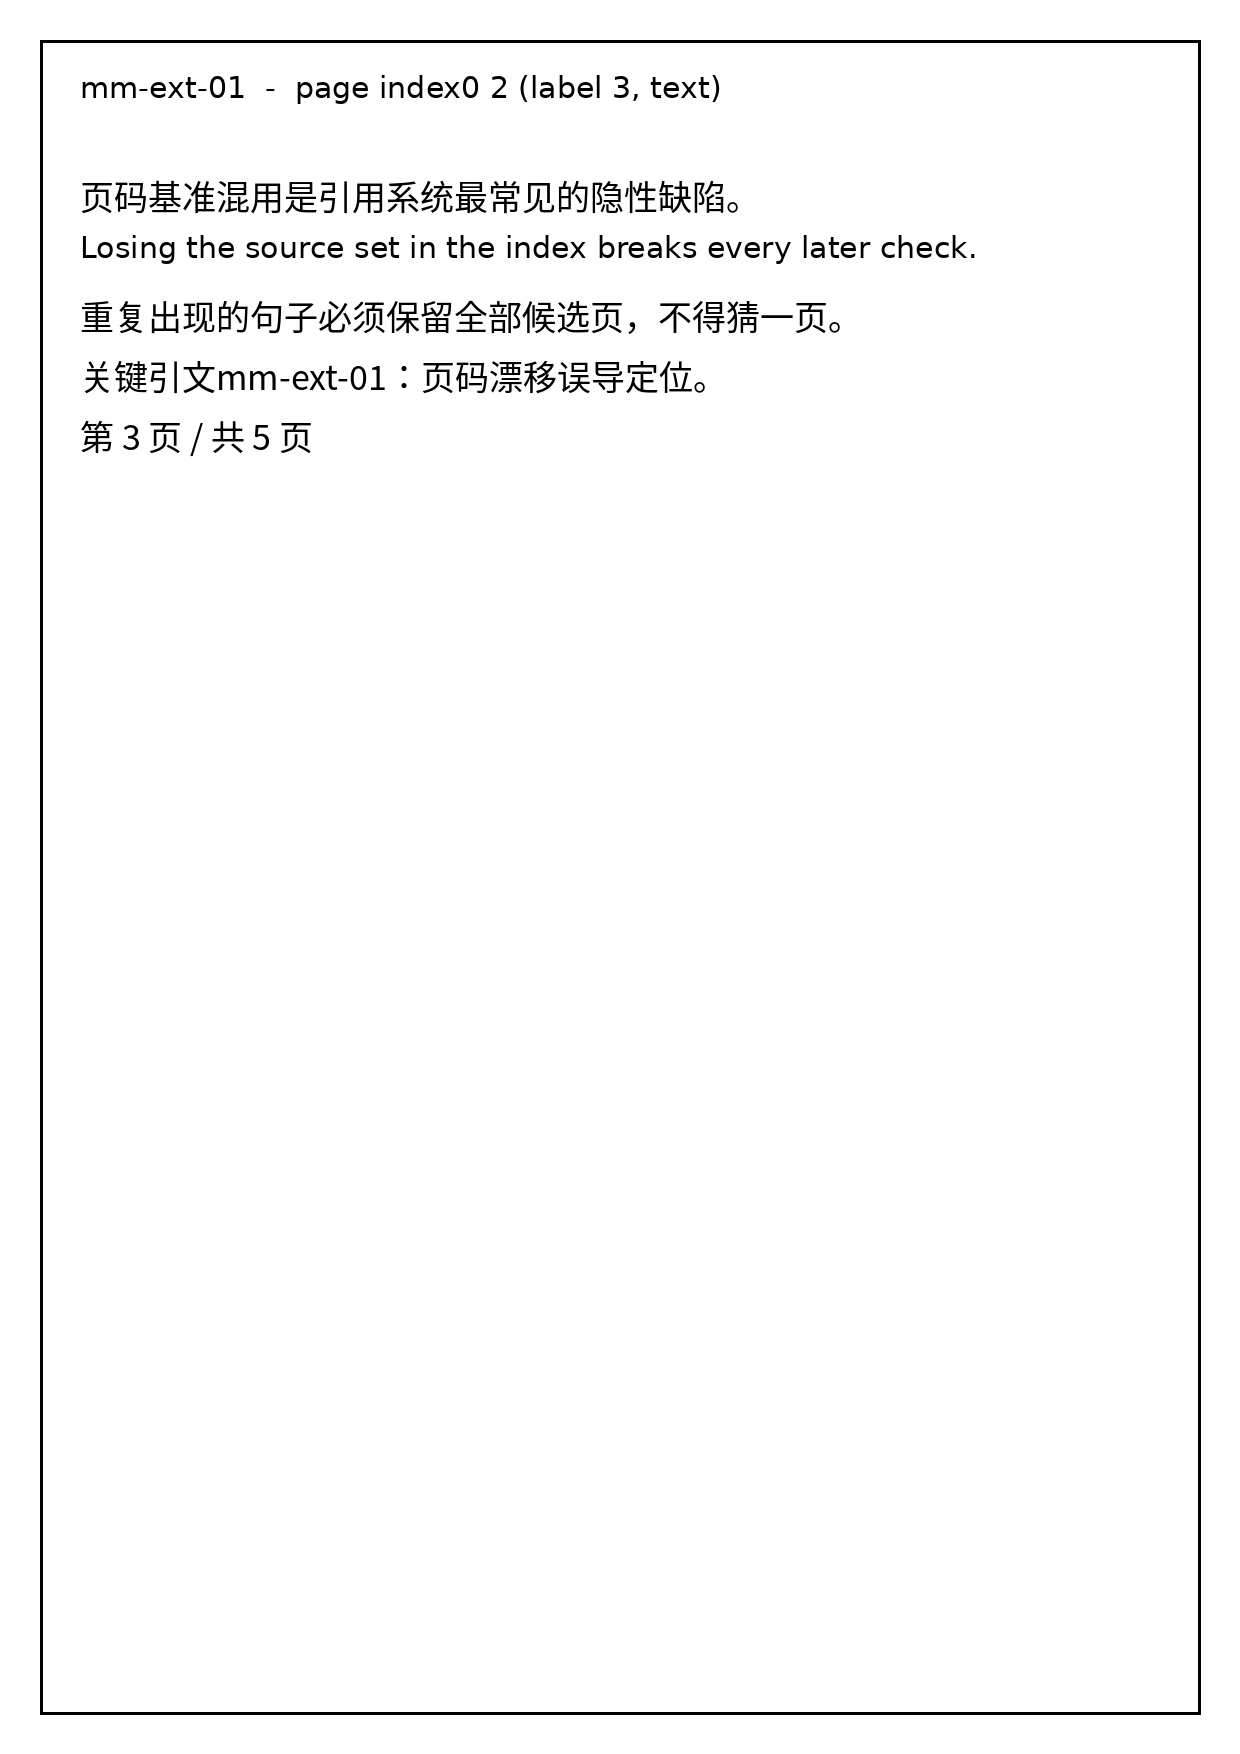 mm-ext-01  -  page index0 2 (label 3, text)
页码基准混用是引用系统最常见的隐性缺陷。
Losing the source set in the index breaks every later check.
重复出现的句子必须保留全部候选页，不得猜一页。
关键引文mm-ext-01：页码漂移误导定位。
第 3 页 / 共 5 页